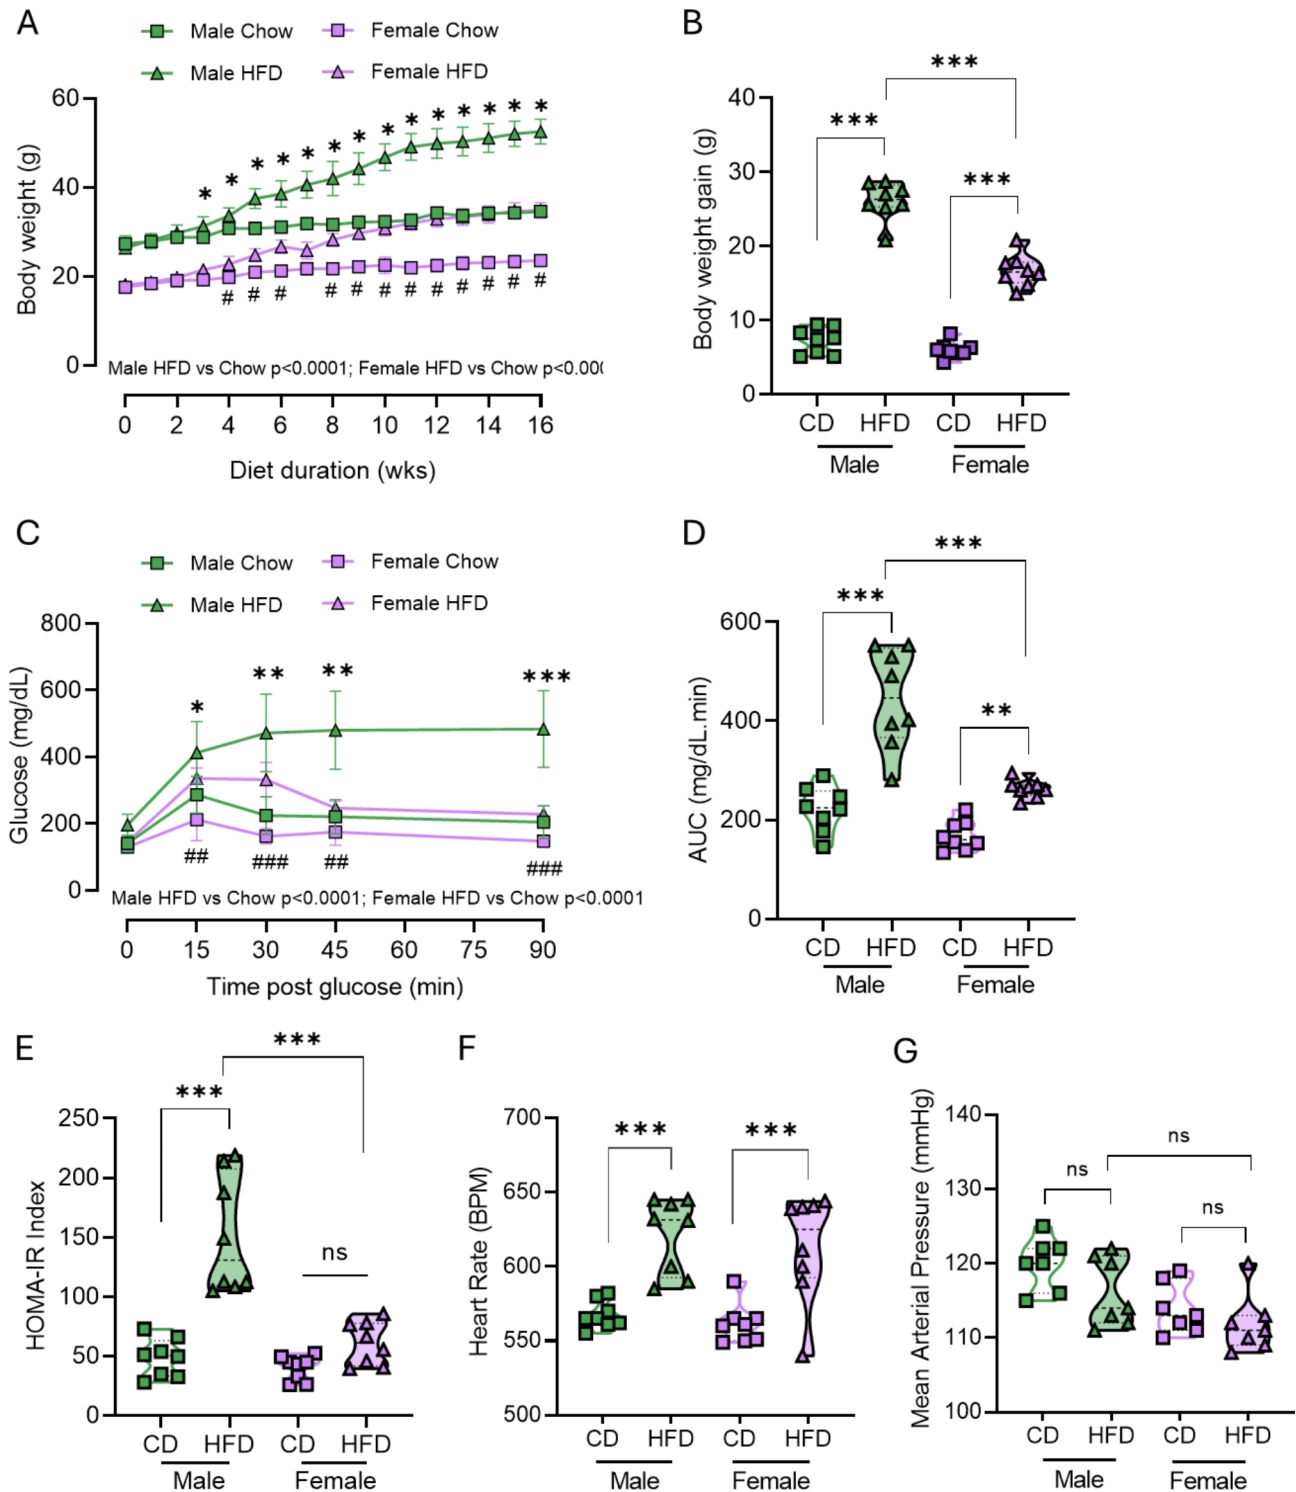 A
Male Chow
Female Chow
Male HFD
Female HFD
60
40
20
0
Body weight (g)
* * * * * * * * * * * * * *
# # # # # # # # # # # #
Male HFD vs Chow p<0.0001; Female HFD vs Chow p<0.000
0 2 4 6 8 10 12 14 16
Diet duration (wks)
B
40
30
20
10
0
Body weight gain (g)
***
***
***
CD HFD CD HFD
Male Female
C
Male Chow
Female Chow
Male HFD
Female HFD
800
600
400
200
0
Glucose (mg/dL)
* ** ** ***
## ### ## ###
Male HFD vs Chow p<0.0001; Female HFD vs Chow p<0.0001
0 15 30 45 60 75 90
Time post glucose (min)
D
600
400
200
0
AUC (mg/dL.min)
***
***
**
CD HFD CD HFD
Male Female
E
250
200
150
100
50
0
HOMA-IR Index
***
***
ns
CD HFD CD HFD
Male Female
F
700
650
600
550
500
Heart Rate (BPM)
*** ***
CD HFD CD HFD
Male Female
G
140
130
120
110
100
Mean Arterial Pressure (mmHg)
ns
ns
ns
CD HFD CD HFD
Male Female